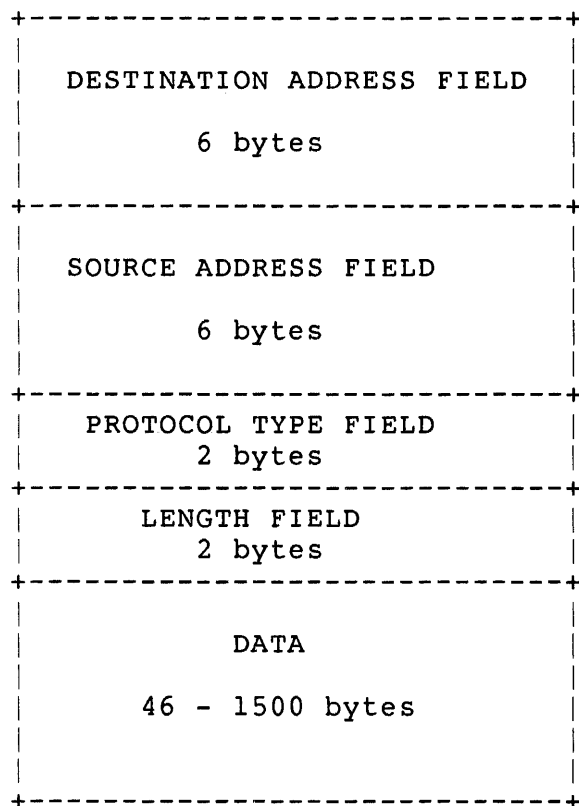 DESTINATION ADDRESS FIELD
6 bytes
SOURCE ADDRESS FIELD
6 bytes
PROTOCOL TYPE FIELD
2 bytes
LENGTH FIELD
2 bytes
DATA
46 - 1500 bytes